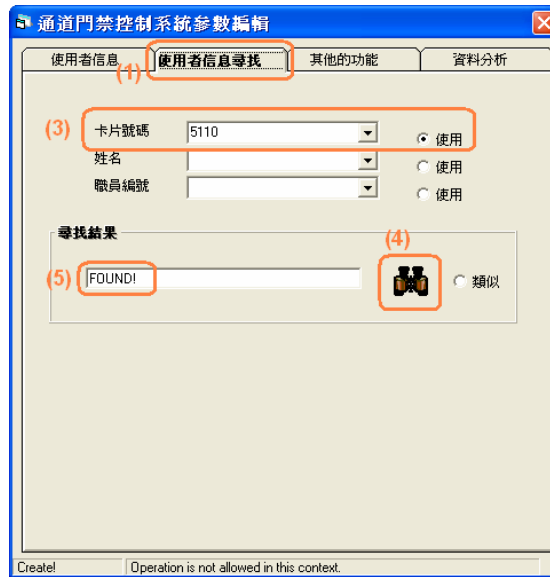 通道門禁控制系統參數編輯
使用者信息 使用者信息尋找 其他的功能 資料分析
(1)
(3) 卡片號碼 5110 使用
姓名 使用
職員編號 使用
尋找結果
(4)
(5) FOUND! 類似
Create! Operation is not allowed in this context.